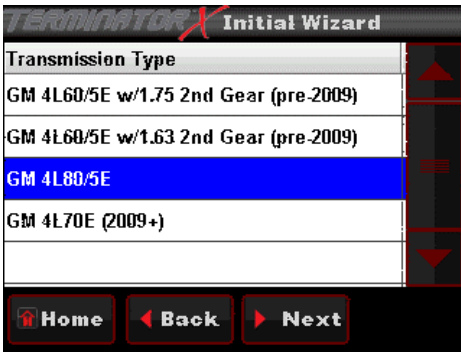 TERMINATOR X Initial Wizard
Transmission Type
GM 4L60/5E w/1.75 2nd Gear (pre-2009)
GM 4L60/5E w/1.63 2nd Gear (pre-2009)
GM 4L80/5E
GM 4L70E (2009+)
Home Back Next